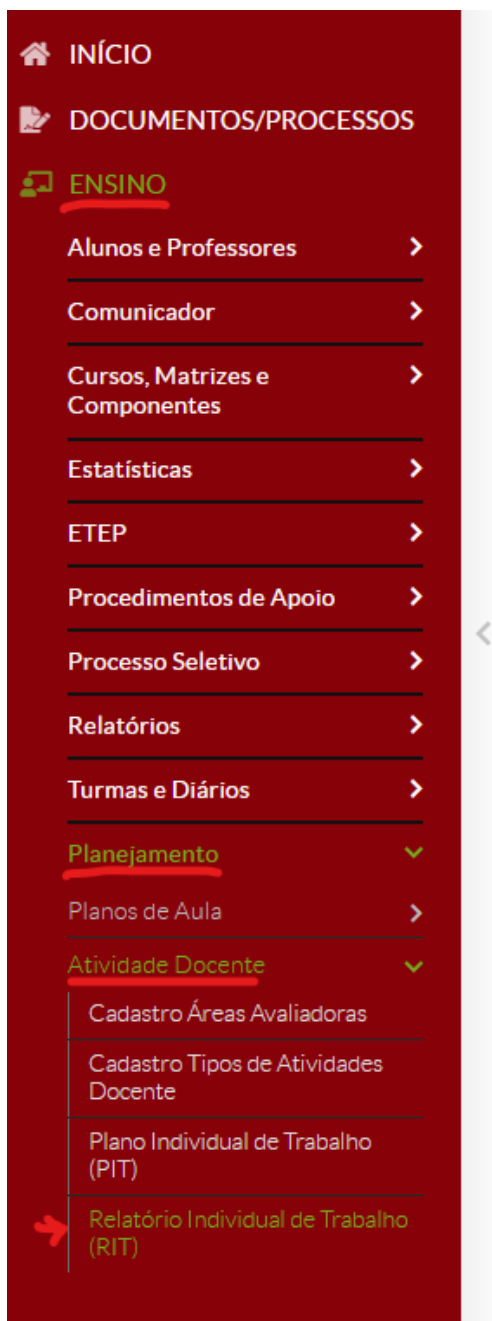 INÍCIO
DOCUMENTOS/PROCESSOS
ENSINO
Alunos e Professores
Comunicador
Cursos, Matrizes e
Componentes
Estatísticas
ETEP
Procedimentos de Apoio
Processo Seletivo
Relatórios
Turmas e Diários
Planejamento
Planos de Aula
Atividade Docente
Cadastro Áreas Avaliadoras
Cadastro Tipos de Atividades
Docente
Plano Individual de Trabalho
(PIT)
Relatório Individual de Trabalho
(RIT)